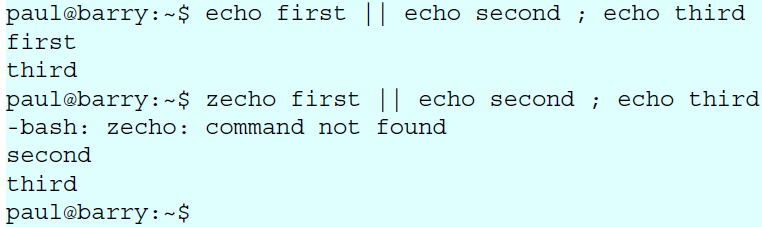 paul@barry:~$ echo first || echo second ; echo third
first
third
paul@barry:~$ zecho first || echo second ; echo third
-bash: zecho: command not found
second
third
paul@barry:~$